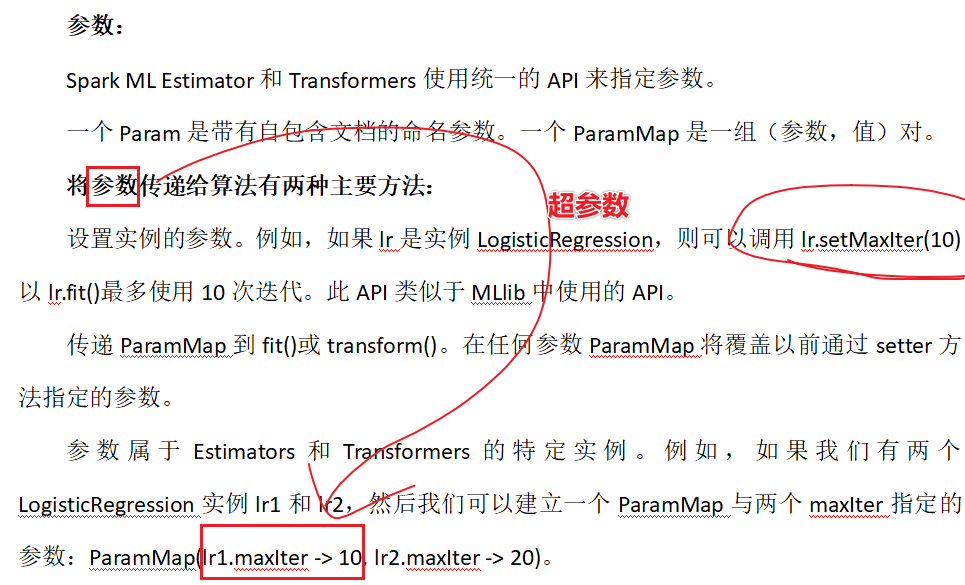 参数：
Spark ML Estimator 和 Transformers 使用统一的 API 来指定参数。
一个 Param 是带有自包含文档的命名参数。一个 ParamMap 是一组（参数，值）对。
将参数传递给算法有两种主要方法：
超参数
设置实例的参数。例如，如果 lr 是实例 LogisticRegression，则可以调用 lr.setMaxIter(10)
以 lr.fit()最多使用 10 次迭代。此 API 类似于 MLlib 中使用的 API。
传递 ParamMap 到 fit()或 transform()。在任何参数 ParamMap 将覆盖以前通过 setter 方
法指定的参数。
参数属于 Estimators 和 Transformers 的特定实例。例如，如果我们有两个
LogisticRegression 实例 lr1 和 lr2，然后我们可以建立一个 ParamMap 与两个 maxIter 指定的
参数：ParamMap(lr1.maxIter -> 10, lr2.maxIter -> 20)。